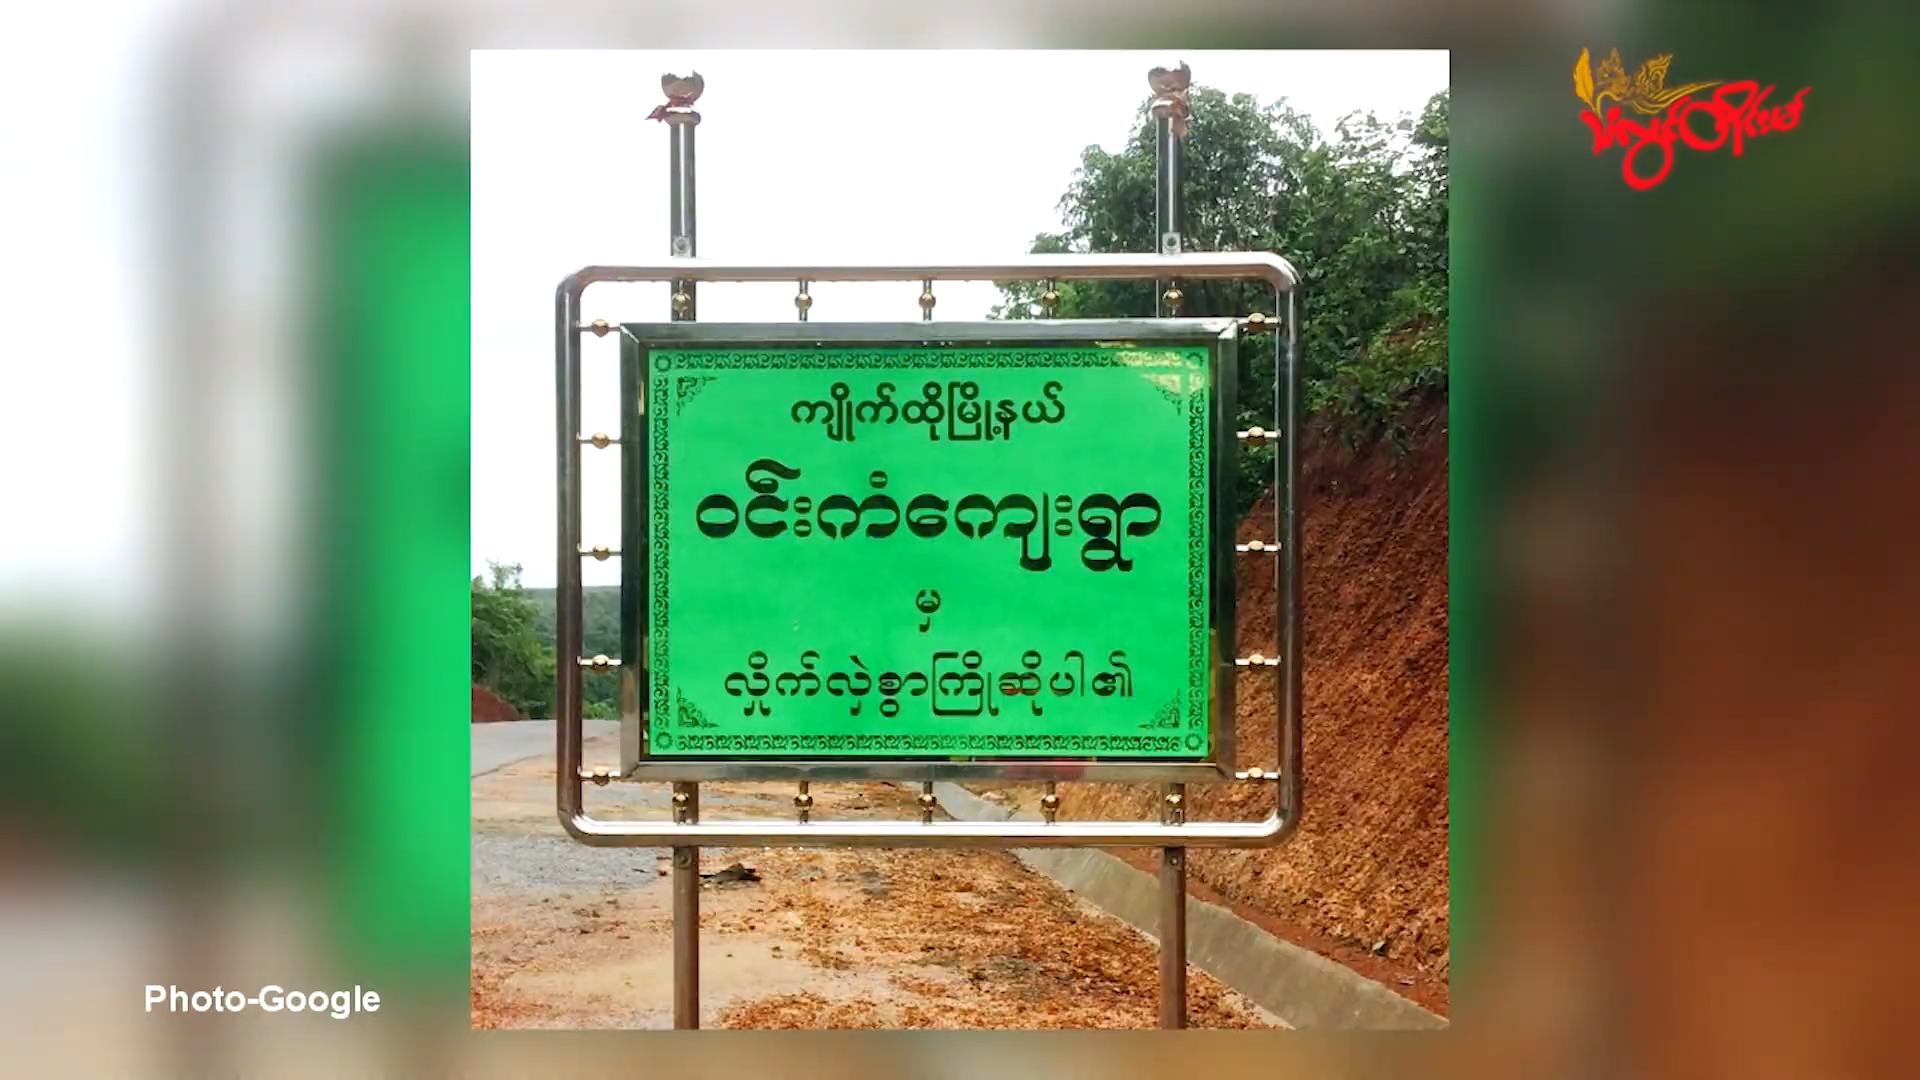 ကျိုက်ထိုမြို့နယ်
ဝင်းကံကျေးရွာ
မှ
လှိုက်လှဲစွာကြိုဆိုပါ၏
Photo-Google